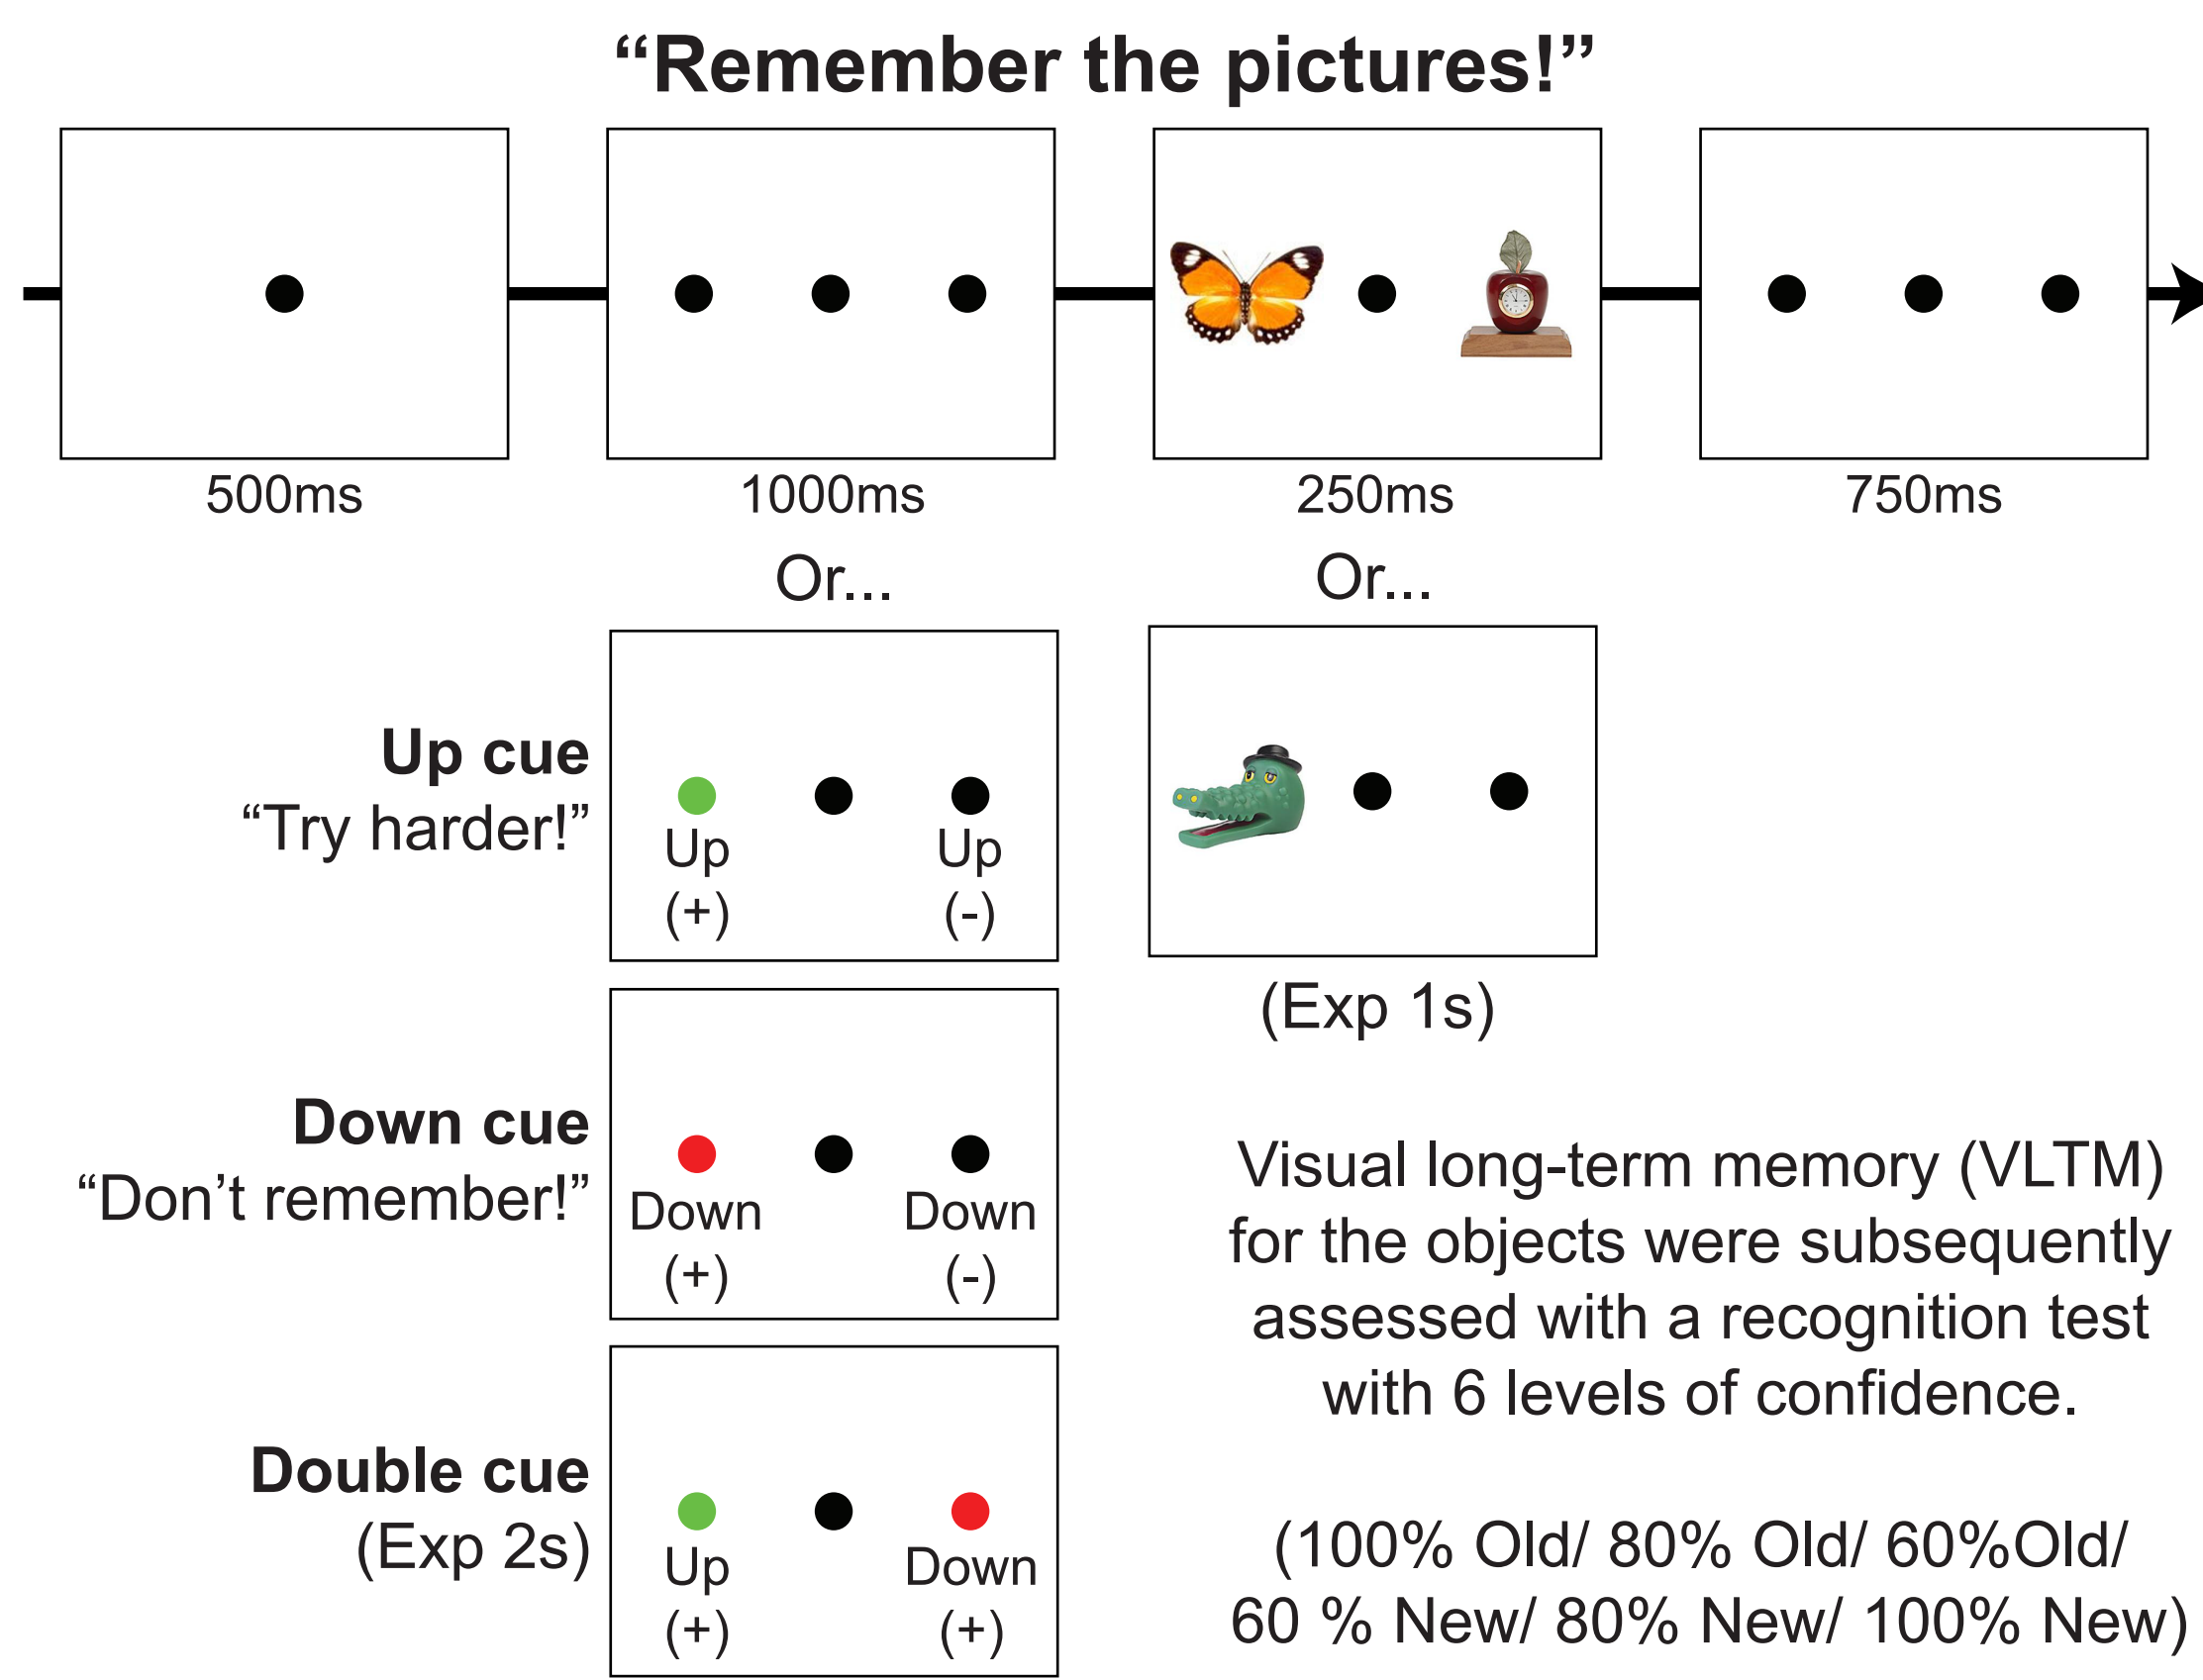 “Remember the pictures!”
500ms
1000ms
250ms
750ms
Or...
Or...
Up cue
“Try harder!”
Up
Up
(+)
(-)
(Exp 1s)
Down cue
“Don’t remember!”
Down
Down
(+)
(-)
Double cue
(Exp 2s)
Up
Down
(+)
(+)
Visual long-term memory (VLTM)
for the objects were subsequently
assessed with a recognition test
with 6 levels of confidence.
(100% Old/ 80% Old/ 60%Old/
60 % New/ 80% New/ 100% New)